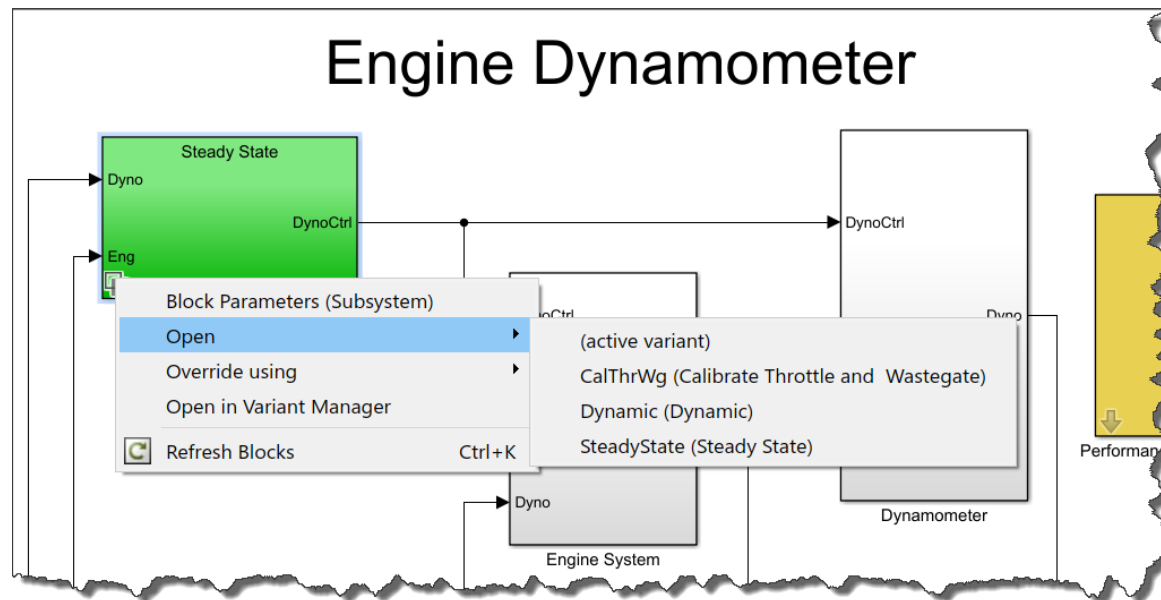 Engine Dynamometer
Steady State
Dyno
DynoCtrl
Eng
DynoCtrl
Dyno
Block Parameters (Subsystem)
Open
Override using
Open in Variant Manager
Refresh Blocks Ctrl+K
(active variant)
CalThrWg (Calibrate Throttle and  Wastegate)
Dynamic (Dynamic)
SteadyState (Steady State)
Dyno
Engine System
Dynamometer